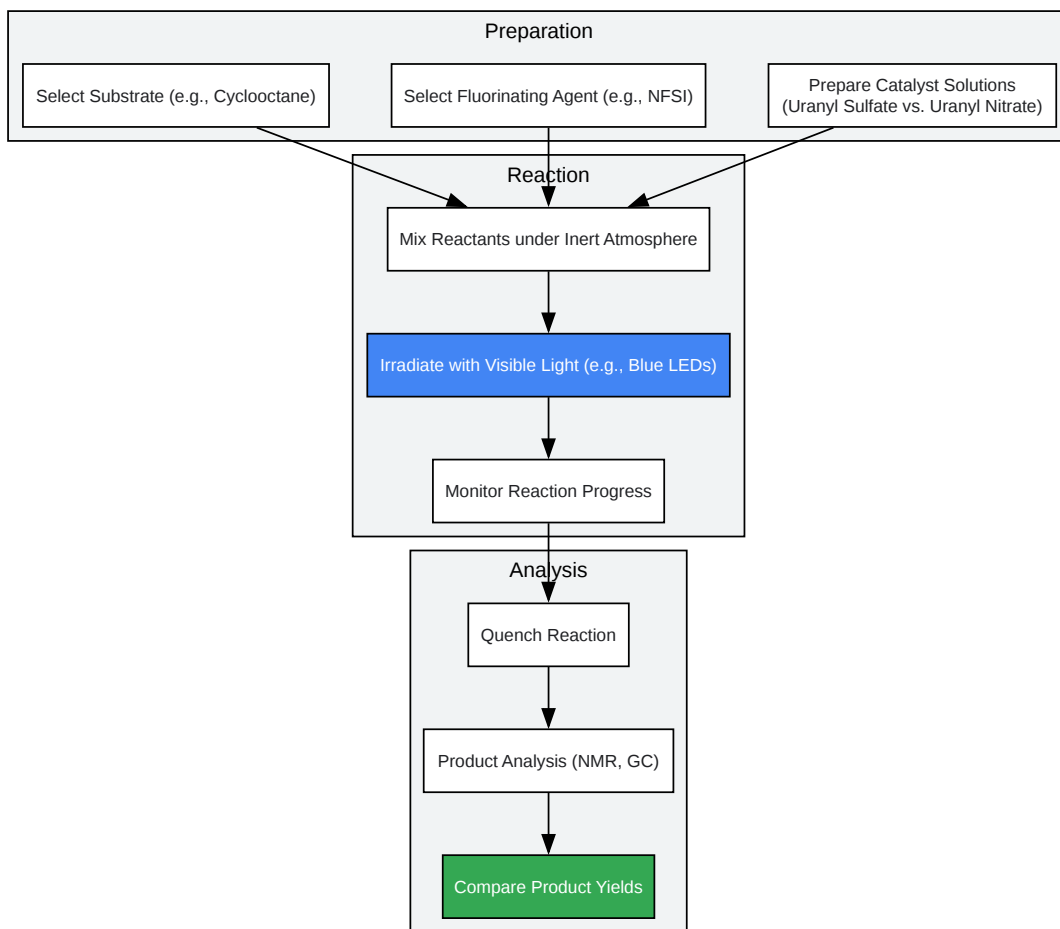 Preparation
Select Substrate (e.g., Cyclooctane)
Select Fluorinating Agent (e.g., NFSI)
Prepare Catalyst Solutions
(Uranyl Sulfate vs. Uranyl Nitrate)
Reaction
Mix Reactants under Inert Atmosphere
Irradiate with Visible Light (e.g., Blue LEDs)
Monitor Reaction Progress
Analysis
Quench Reaction
Product Analysis (NMR, GC)
Compare Product Yields